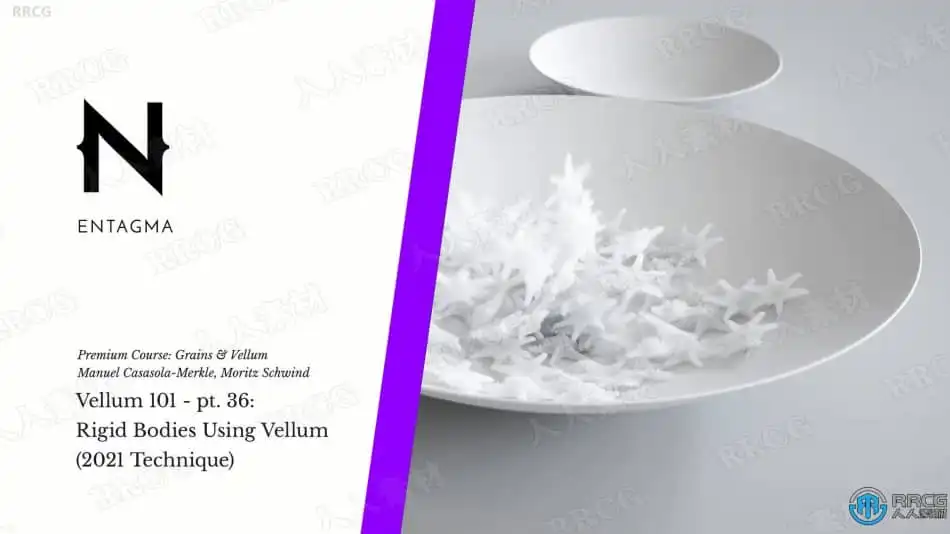 RRCG
N
ENTAGMA
Premium Course: Grains & Vellum
Manuel Casasola-Merkle, Moritz Schwind
Vellum 101 - pt. 36:
Rigid Bodies Using Vellum
(2021 Technique)
RRCG
人人素材